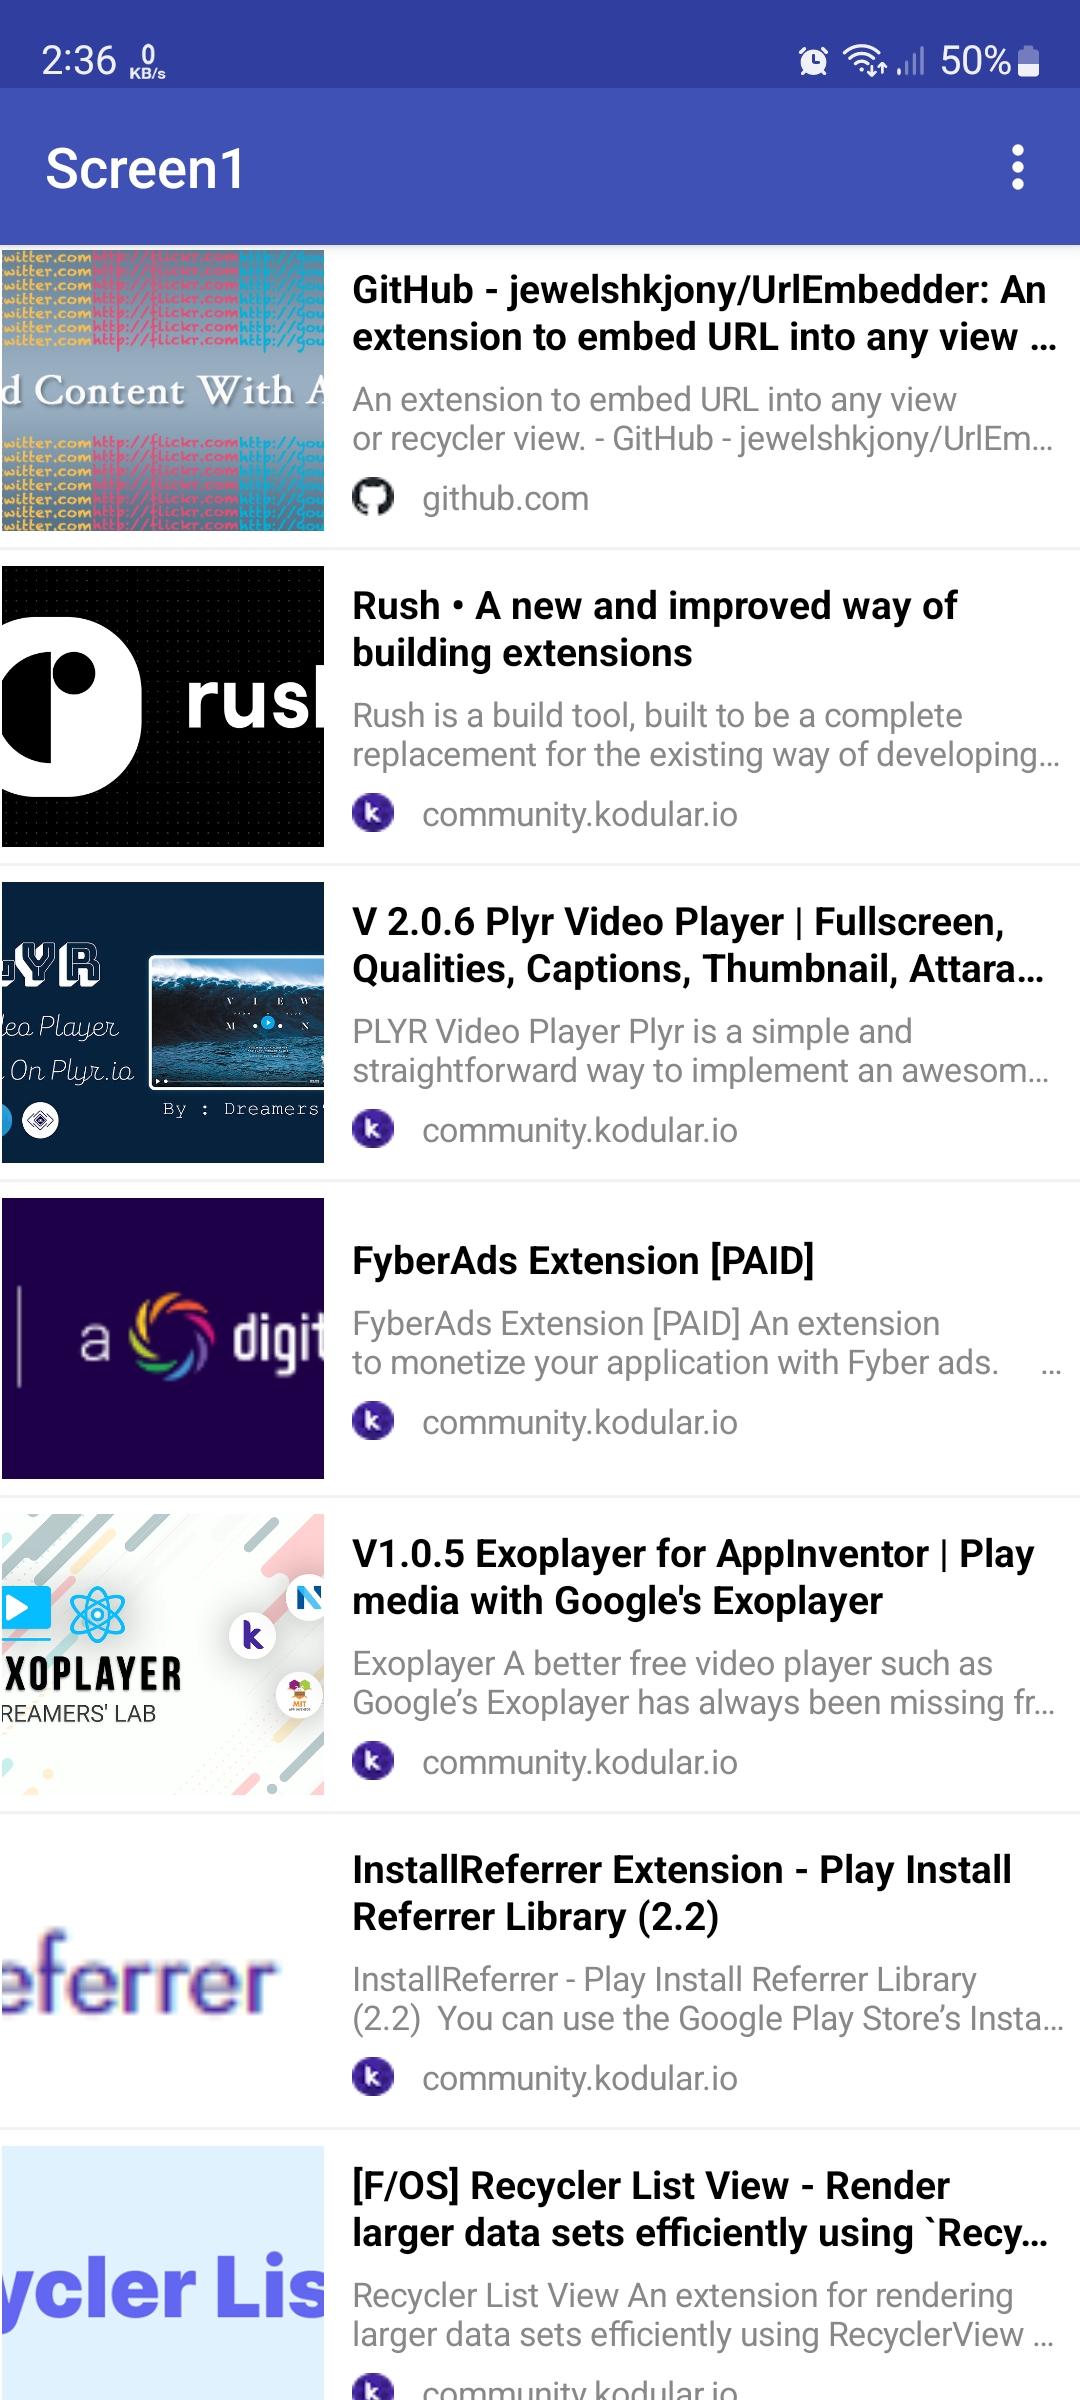 2:36 0 KB/s 50%
Screen1
d Content With A
GitHub - jewelshkjony/UrlEmbedder: An
extension to embed URL into any view ...
An extension to embed URL into any view
or recycler view. - GitHub - jewelshkjony/UrlEm...
github.com
rush
Rush • A new and improved way of
building extensions
Rush is a build tool, built to be a complete
replacement for the existing way of developing...
community.kodular.io
LYR
deo Player
On Plyr.io
VIEW
By : Dreamers'
V 2.0.6 Plyr Video Player | Fullscreen,
Qualities, Captions, Thumbnail, Attara...
PLYR Video Player Plyr is a simple and
straightforward way to implement an awesom...
community.kodular.io
a digit
FyberAds Extension [PAID]
FyberAds Extension [PAID] An extension
to monetize your application with Fyber ads. ...
community.kodular.io
XOPLAYER
REAMERS' LAB
MIT
V1.0.5 Exoplayer for AppInventor | Play
media with Google's Exoplayer
Exoplayer A better free video player such as
Google’s Exoplayer has always been missing fr...
community.kodular.io
eferrer
InstallReferrer Extension - Play Install
Referrer Library (2.2)
InstallReferrer - Play Install Referrer Library
(2.2) You can use the Google Play Store’s Insta...
community.kodular.io
ycler Lis
[F/OS] Recycler List View - Render
larger data sets efficiently using `Recy...
Recycler List View An extension for rendering
larger data sets efficiently using RecyclerView ...
community.kodular.io